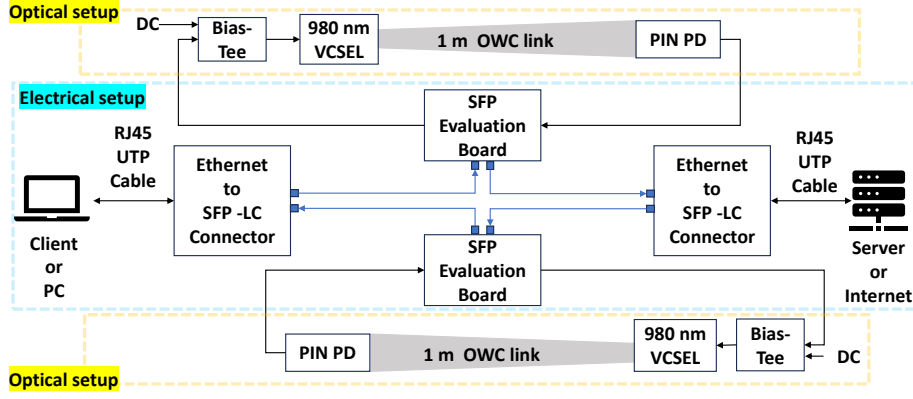 Optical setup
DC
Bias-
Tee
980 nm
VCSEL
1 m OWC link
PIN PD
Electrical setup
SFP
Evaluation
Board
RJ45
UTP
Cable
Ethernet
to
SFP -LC
Connector
Ethernet
to
SFP -LC
Connector
RJ45
UTP
Cable
Client
or
PC
Server
or
Internet
SFP
Evaluation
Board
PIN PD
1 m OWC link
980 nm
VCSEL
Bias-
Tee
DC
Optical setup